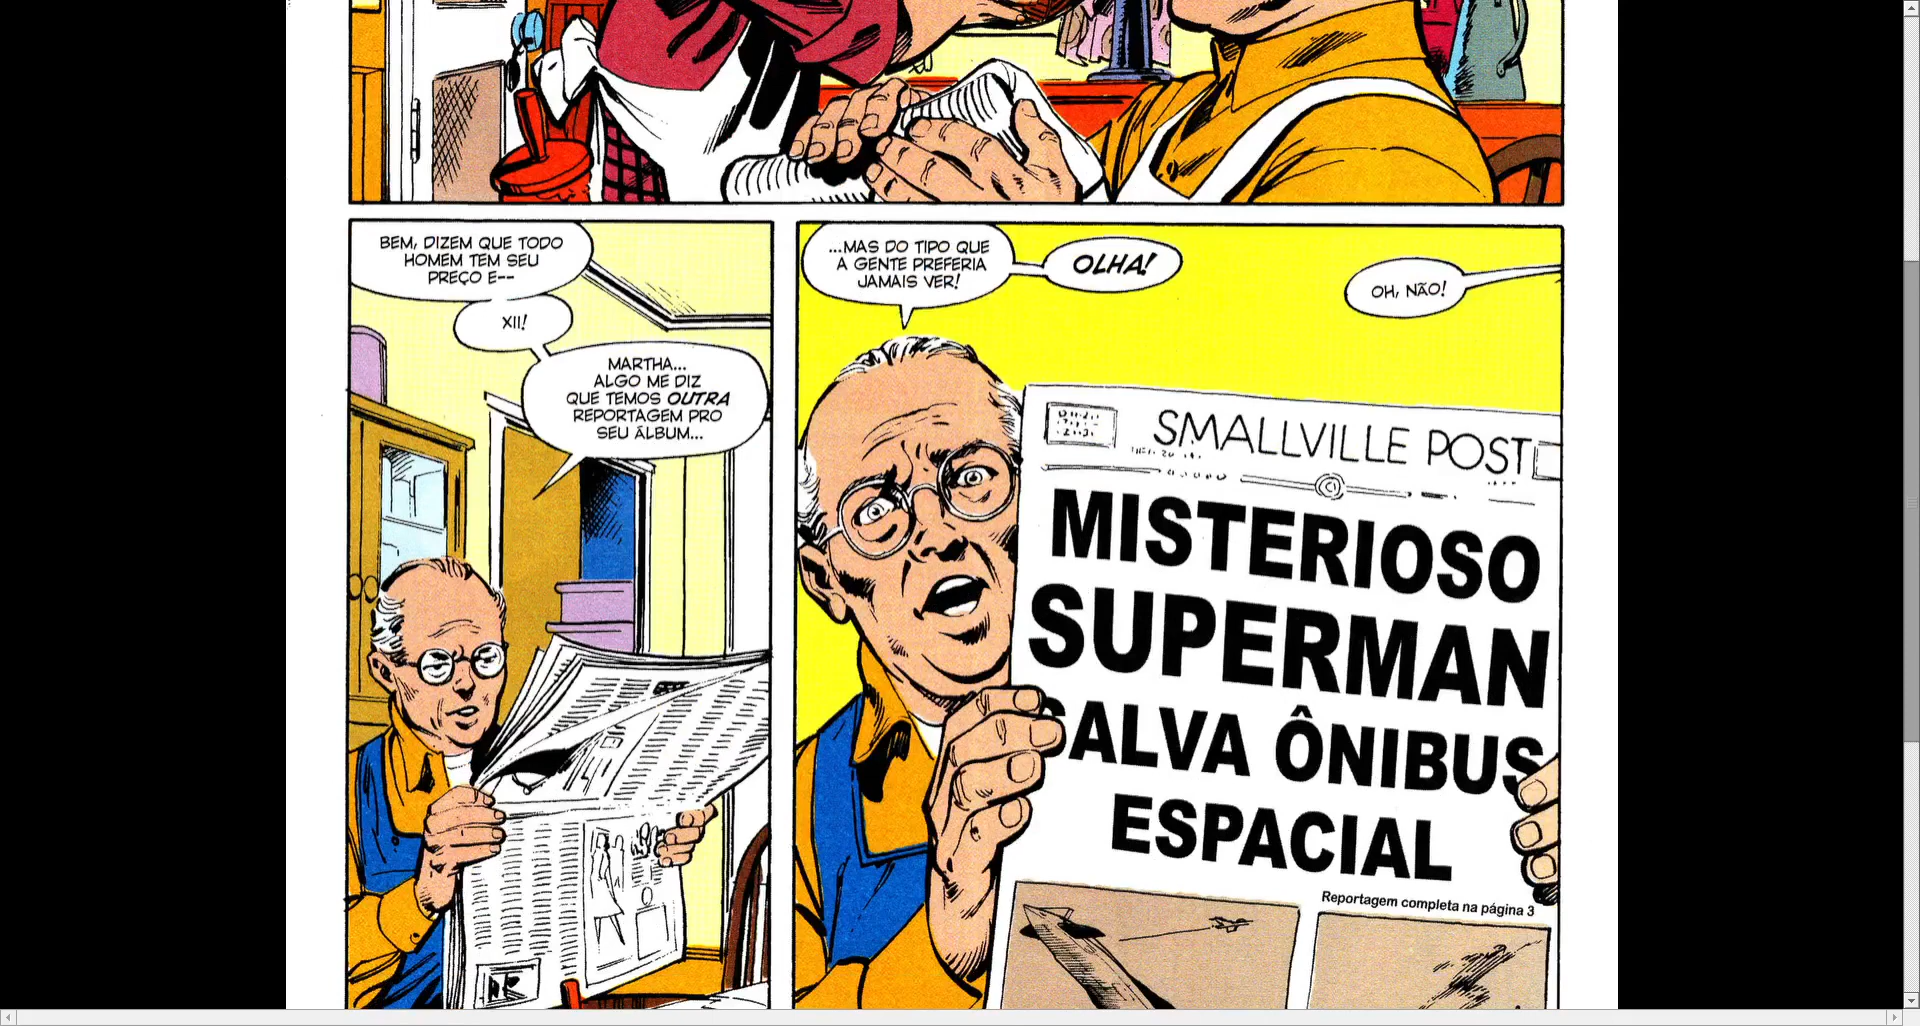 BEM, DIZEM QUE TODO
HOMEM TEM SEU
PREÇO E--
XII!
MARTHA...
ALGO ME DIZ
QUE TEMOS OUTRA
REPORTAGEM PRO
SEU ÁLBUM...
...MAS DO TIPO QUE
A GENTE PREFERIA
JAMAIS VER!
OLHA!
OH, NÃO!
SMALLVILLE POST
MISTERIOSO
SUPERMAN
SALVA ÔNIBUS
ESPACIAL
Reportagem completa na página 3